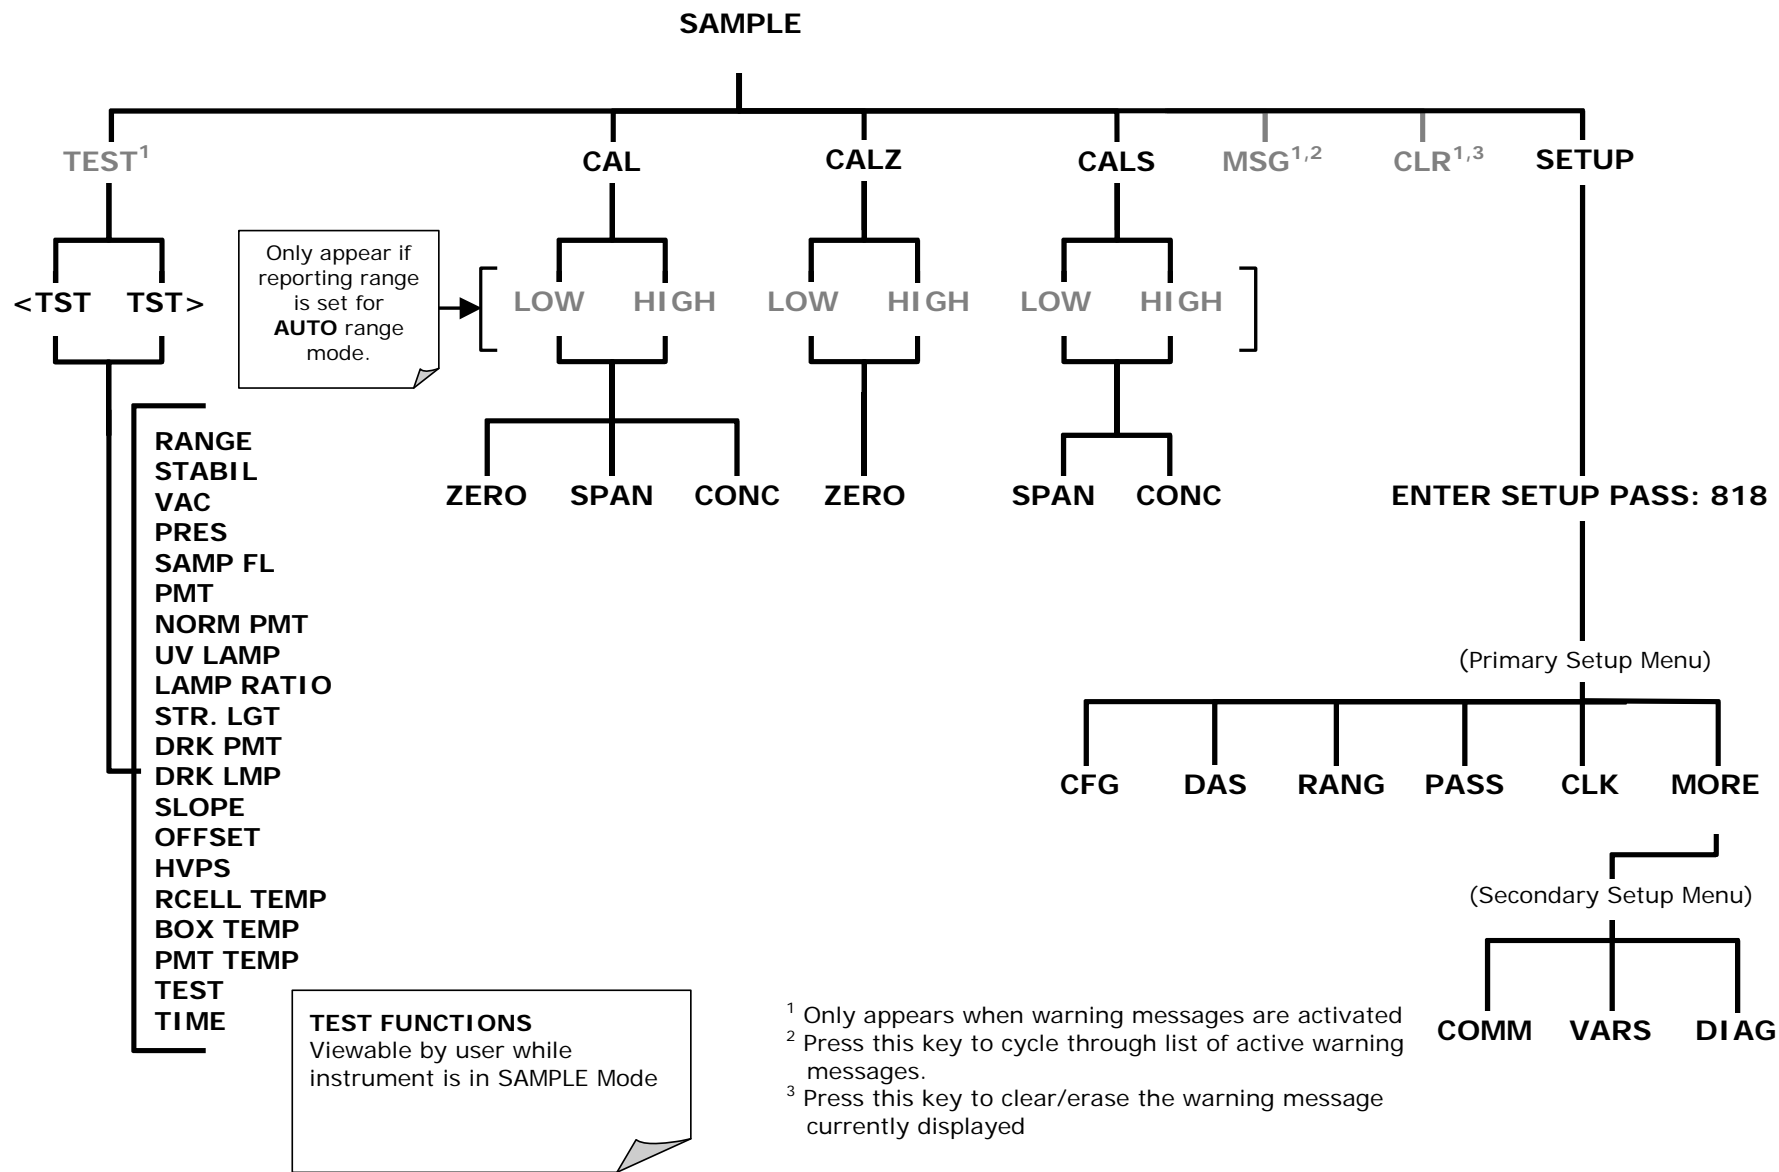 SAMPLE
TEST1 CAL CALZ CALS MSG1,2 CLR1,3 SETUP
Only appear if
reporting range
is set for
AUTO range
mode.
<TST TST> LOW HIGH LOW HIGH LOW HIGH
RANGE
STABIL
VAC
PRES
SAMP FL
PMT
NORM PMT
UV LAMP
LAMP RATIO
STR. LGT
DRK PMT
DRK LMP
SLOPE
OFFSET
HVPS
RCELL TEMP
BOX TEMP
PMT TEMP
TEST
TIME
ZERO SPAN CONC ZERO SPAN CONC ENTER SETUP PASS: 818
(Primary Setup Menu)
CFG DAS RANG PASS CLK MORE
(Secondary Setup Menu)
COMM VARS DIAG
TEST FUNCTIONS
Viewable by user while
instrument is in SAMPLE Mode
1 Only appears when warning messages are activated
2 Press this key to cycle through list of active warning
messages.
3 Press this key to clear/erase the warning message
currently displayed